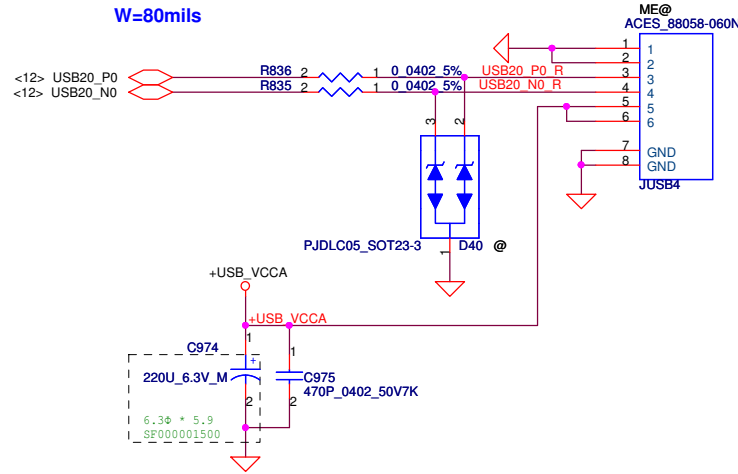 W=80mils
ME@
ACES_88058-060N
<12> USB20_P0 R836 2 1 0_0402_5% USB20_P0_R
<12> USB20_N0 R835 2 1 0_0402_5% USB20_N0_R
1 1
2 2
3 3
4 4
5 5
6 6
7 GND
8 GND
JUSB4
3 2
PJDLC05_SOT23-3 1 D40 @
+USB_VCCA
+USB_VCCA
C974 1 1
+
220U_6.3V_M C975
470P_0402_50V7K
2 2
6.3Φ * 5.9
SF000001500